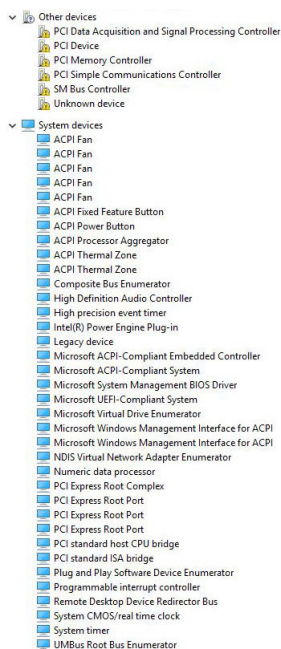 Other devices
PCI Data Acquisition and Signal Processing Controller
PCI Device
PCI Memory Controller
PCI Simple Communications Controller
SM Bus Controller
Unknown device
System devices
ACPI Fan
ACPI Fan
ACPI Fan
ACPI Fan
ACPI Fan
ACPI Fixed Feature Button
ACPI Power Button
ACPI Processor Aggregator
ACPI Thermal Zone
ACPI Thermal Zone
Composite Bus Enumerator
High Definition Audio Controller
High precision event timer
Intel(R) Power Engine Plug-in
Legacy device
Microsoft ACPI-Compliant Embedded Controller
Microsoft ACPI-Compliant System
Microsoft System Management BIOS Driver
Microsoft UEFI-Compliant System
Microsoft Virtual Drive Enumerator
Microsoft Windows Management Interface for ACPI
Microsoft Windows Management Interface for ACPI
NDIS Virtual Network Adapter Enumerator
Numeric data processor
PCI Express Root Complex
PCI Express Root Port
PCI Express Root Port
PCI Express Root Port
PCI standard host CPU bridge
PCI standard ISA bridge
Plug and Play Software Device Enumerator
Programmable interrupt controller
Remote Desktop Device Redirector Bus
System CMOS/real time clock
System timer
UMBus Root Bus Enumerator